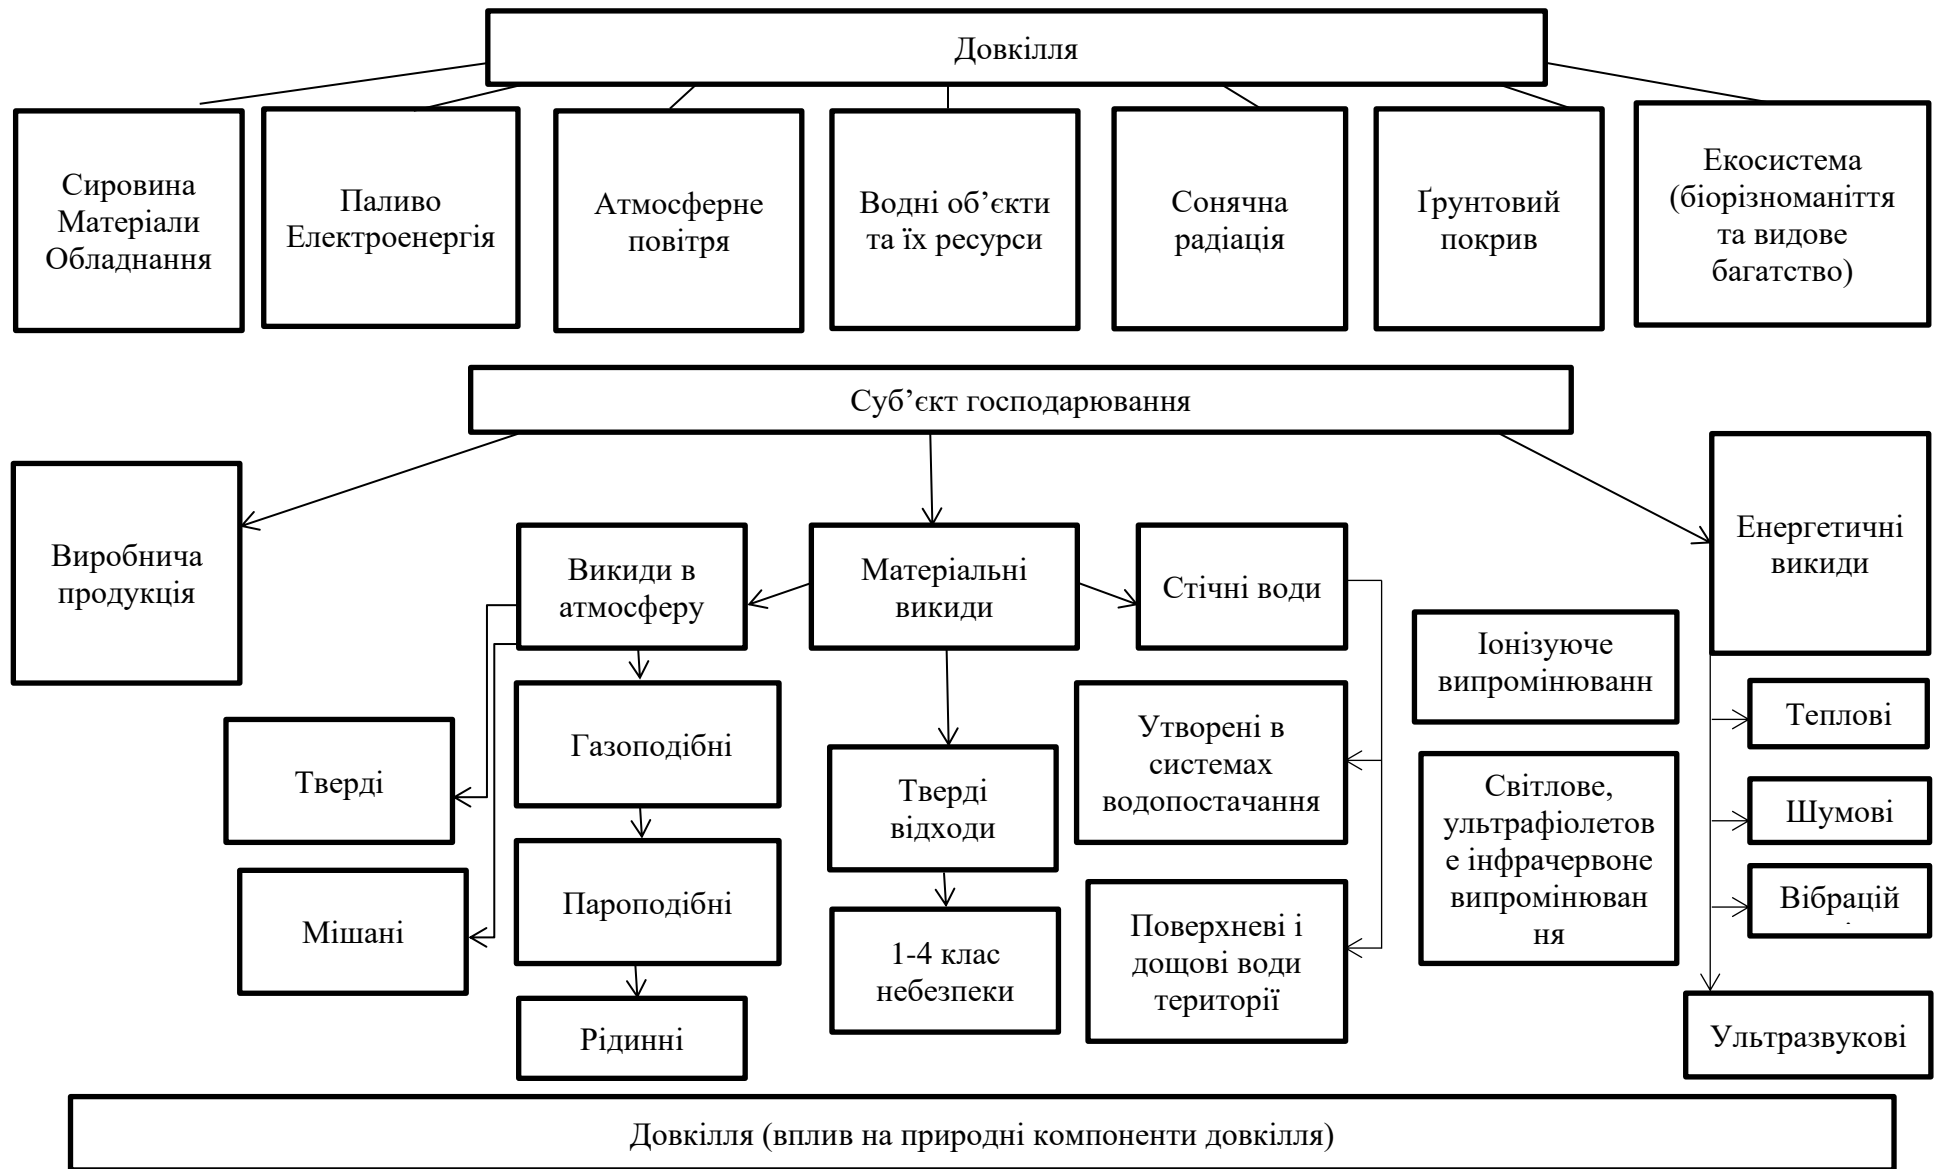 Довкілля
Сировина
Матеріали
Обладнання
Паливо
Електроенергія
Атмосферне
повітря
Водні об’єкти
та їх ресурси
Сонячна
радіація
Ґрунтовий
покрив
Екосистема
(біорізноманіття
та видове
багатство)
Суб’єкт господарювання
Виробнича
продукція
Викиди в
атмосферу
Матеріальні
викиди
Стічні води
Енергетичні
викиди
Іонізуюче
випромінюванн
Тверді
Мішані
Газоподібні
Пароподібні
Рідинні
Тверді
відходи
1-4 клас
небезпеки
Утворені в
системах
водопостачання
Поверхневі і
дощові води
території
Світлове,
ультрафіолетов
е інфрачервоне
випромінюван
ня
Теплові
Шумові
Вібрацій
Ультразвукові
Довкілля (вплив на природні компоненти довкілля)